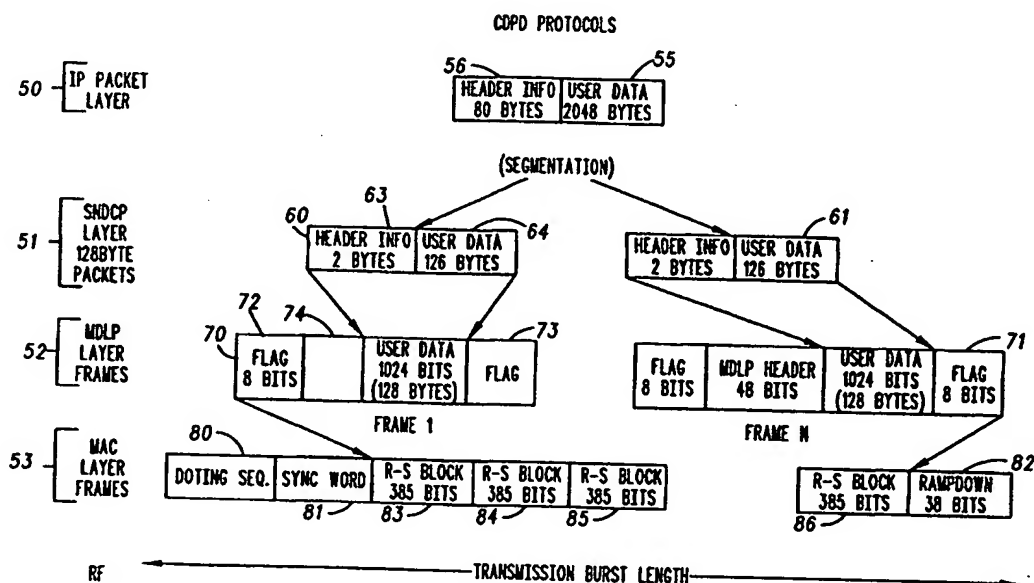 CDPD PROTOCOLS
50
IP PACKET
LAYER
56
55
HEADER INFO
80 BYTES
USER DATA
2048 BYTES
(SEGMENTATION)
51
SNDCP
LAYER
128BYTE
PACKETS
60
63
64
HEADER INFO
2 BYTES
USER DATA
126 BYTES
61
HEADER INFO
2 BYTES
USER DATA
126 BYTES
52
MDLP
LAYER
FRAMES
70
72
74
73
FLAG
8 BITS
USER DATA
1024 BITS
(128 BYTES)
FLAG
FRAME 1
71
FLAG
8 BITS
MDLP HEADER
48 BITS
USER DATA
1024 BITS
(128 BYTES)
FLAG
8 BITS
FRAME N
53
MAC
LAYER
FRAMES
80
DOTING SEQ.
SYNC WORD
R-S BLOCK
385 BITS
R-S BLOCK
385 BITS
R-S BLOCK
385 BITS
81
83
84
85
82
R-S BLOCK
385 BITS
RAMPDOWN
38 BITS
86
RF
TRANSMISSION BURST LENGTH